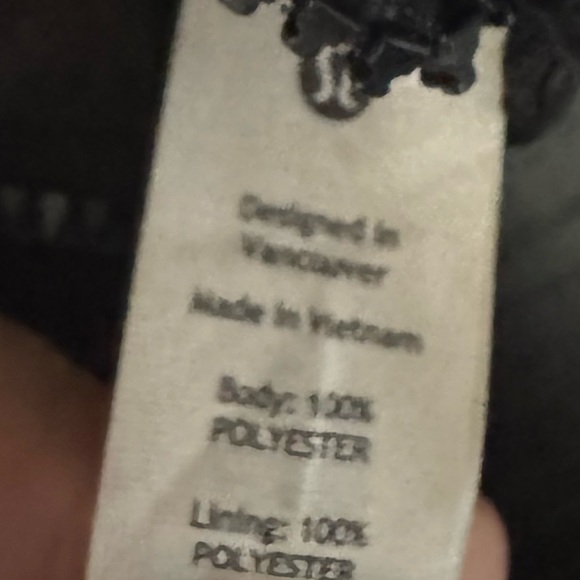 Designed in
Vancouver
Made in Vietnam
Body: 100%
POLYESTER
Lining: 100%
POLYESTER